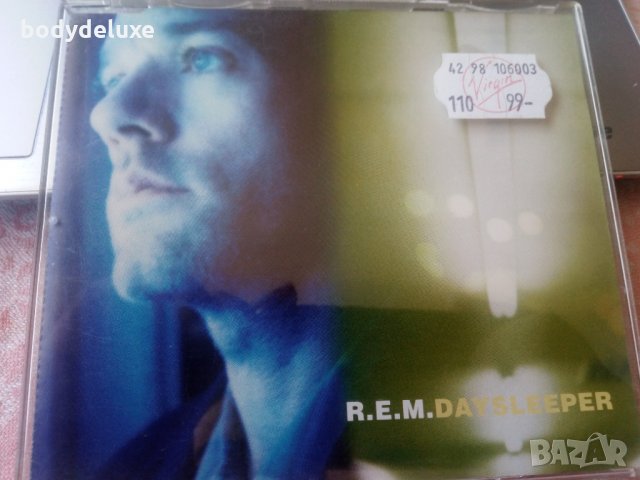 bodydeluxe
42 98 106003
Virgin
110 99-
R.E.M.DAYSLEEPER
BAZAR